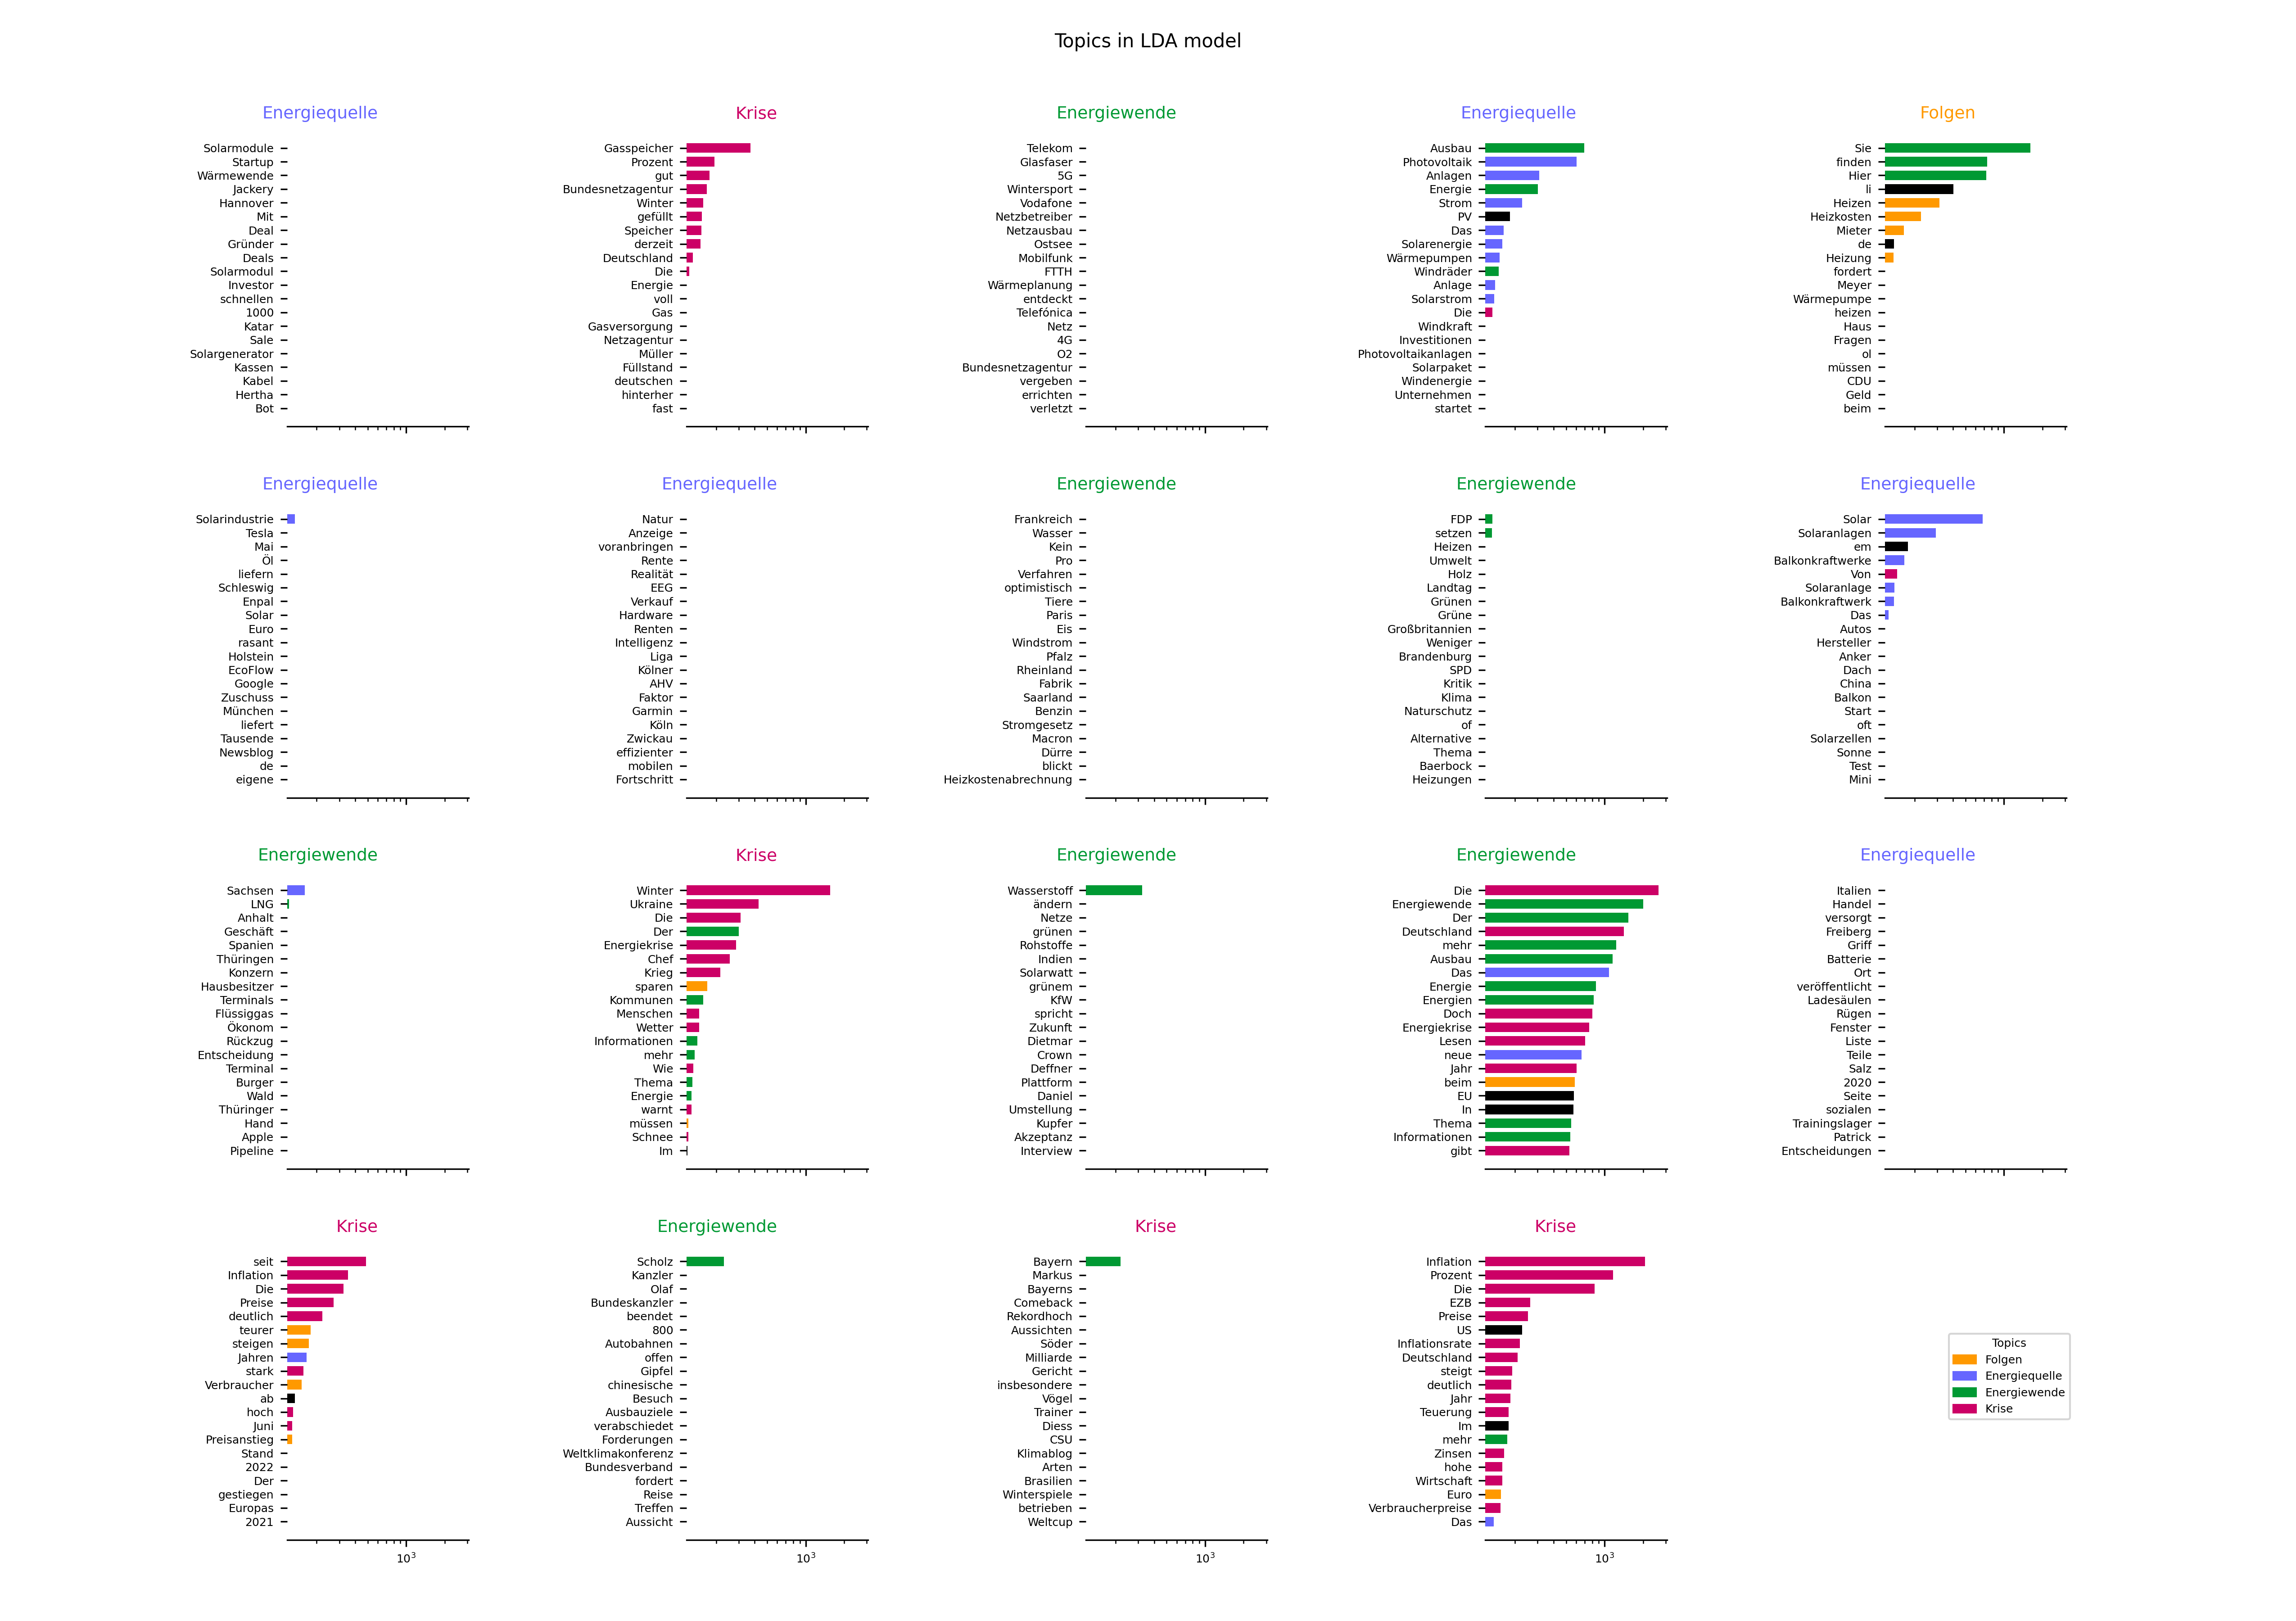 Topics in LDA model
Energiequelle
Solarmodule
Startup
Wärmewende
Jackery
Hannover
Mit
Deal
Gründer
Deals
Solarmodul
Investor
schnellen
1000
Katar
Sale
Solargenerator
Kassen
Kabel
Hertha
Bot
Krise
Gasspeicher
Prozent
gut
Bundesnetzagentur
Winter
gefüllt
Speicher
derzeit
Deutschland
Die
Energie
voll
Gas
Gasversorgung
Netzagentur
Müller
Füllstand
deutschen
hinterher
fast
Energiewende
Telekom
Glasfaser
5G
Wintersport
Vodafone
Netzbetreiber
Netzausbau
Ostsee
Mobilfunk
FTTH
Wärmeplanung
entdeckt
Telefónica
Netz
4G
O2
Bundesnetzagentur
vergeben
errichten
verletzt
Energiequelle
Ausbau
Photovoltaik
Anlagen
Energie
Strom
PV
Das
Solarenergie
Wärmepumpen
Windräder
Anlage
Solarstrom
Die
Windkraft
Investitionen
Photovoltaikanlagen
Solarpaket
Windenergie
Unternehmen
startet
Folgen
Sie
finden
Hier
li
Heizen
Heizkosten
Mieter
de
Heizung
fordert
Meyer
Wärmepumpe
heizen
Haus
Fragen
ol
müssen
CDU
Geld
beim
Energiequelle
Solarindustrie
Tesla
Mai
Öl
liefern
Schleswig
Enpal
Solar
Euro
rasant
Holstein
EcoFlow
Google
Zuschuss
München
liefert
Tausende
Newsblog
de
eigene
Energiequelle
Natur
Anzeige
voranbringen
Rente
Realität
EEG
Verkauf
Hardware
Renten
Intelligenz
Liga
Kölner
AHV
Faktor
Garmin
Köln
Zwickau
effizienter
mobilen
Fortschritt
Energiewende
Frankreich
Wasser
Kein
Pro
Verfahren
optimistisch
Tiere
Paris
Eis
Windstrom
Pfalz
Rheinland
Fabrik
Saarland
Benzin
Stromgesetz
Macron
Dürre
blickt
Heizkostenabrechnung
Energiewende
FDP
setzen
Heizen
Umwelt
Holz
Landtag
Grünen
Grüne
Großbritannien
Weniger
Brandenburg
SPD
Kritik
Klima
Naturschutz
of
Alternative
Thema
Baerbock
Heizungen
Energiequelle
Solar
Solaranlagen
em
Balkonkraftwerke
Von
Solaranlage
Balkonkraftwerk
Das
Autos
Hersteller
Anker
Dach
China
Balkon
Start
oft
Solarzellen
Sonne
Test
Mini
Energiewende
Sachsen
LNG
Anhalt
Geschäft
Spanien
Thüringen
Konzern
Hausbesitzer
Terminals
Flüssiggas
Ökonom
Rückzug
Entscheidung
Terminal
Burger
Wald
Thüringer
Hand
Apple
Pipeline
Krise
Winter
Ukraine
Die
Der
Energiekrise
Chef
Krieg
sparen
Kommunen
Menschen
Wetter
Informationen
mehr
Wie
Thema
Energie
warnt
müssen
Schnee
Im
Energiewende
Wasserstoff
ändern
Netze
grünen
Rohstoffe
Indien
Solarwatt
grünem
KfW
spricht
Zukunft
Dietmar
Crown
Deffner
Plattform
Daniel
Umstellung
Kupfer
Akzeptanz
Interview
Energiewende
Die
Energiewende
Der
Deutschland
mehr
Ausbau
Das
Energie
Energien
Doch
Energiekrise
Lesen
neue
Jahr
beim
EU
In
Thema
Informationen
gibt
Energiequelle
Italien
Handel
versorgt
Freiberg
Griff
Batterie
Ort
veröffentlicht
Ladesäulen
Rügen
Fenster
Liste
Teile
Salz
2020
Seite
sozialen
Trainingslager
Patrick
Entscheidungen
Krise
seit
Inflation
Die
Preise
deutlich
teurer
steigen
Jahren
stark
Verbraucher
ab
hoch
Juni
Preisanstieg
Stand
2022
Der
gestiegen
Europas
2021
10³
Energiewende
Scholz
Kanzler
Olaf
Bundeskanzler
beendet
800
Autobahnen
offen
Gipfel
chinesische
Besuch
Ausbauziele
verabschiedet
Forderungen
Weltklimakonferenz
Bundesverband
fordert
Reise
Treffen
Aussicht
10³
Krise
Bayern
Markus
Bayerns
Comeback
Rekordhoch
Aussichten
Söder
Milliarde
Gericht
insbesondere
Vögel
Trainer
Diess
CSU
Klimablog
Arten
Brasilien
Winterspiele
betrieben
Weltcup
10³
Krise
Inflation
Prozent
Die
EZB
Preise
US
Inflationsrate
Deutschland
steigt
deutlich
Jahr
Teuerung
Im
mehr
Zinsen
hohe
Wirtschaft
Euro
Verbraucherpreise
Das
10³
Topics
Folgen
Energiequelle
Energiewende
Krise